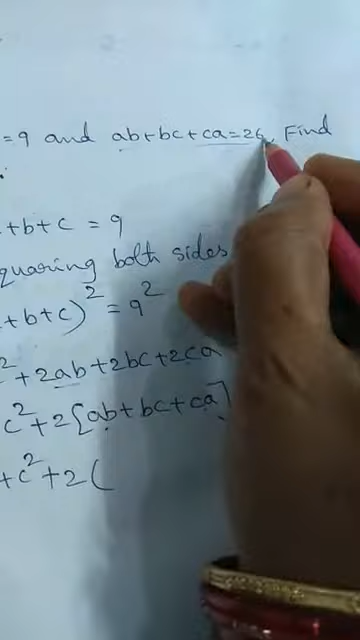 =9 and ab+bc+ca=26, Find
+b+c = 9
quaring both sides
+b+c)² = 9²
c²+2ab+2bc+2ca
c²+2[ab+bc+ca]
+c²+2(